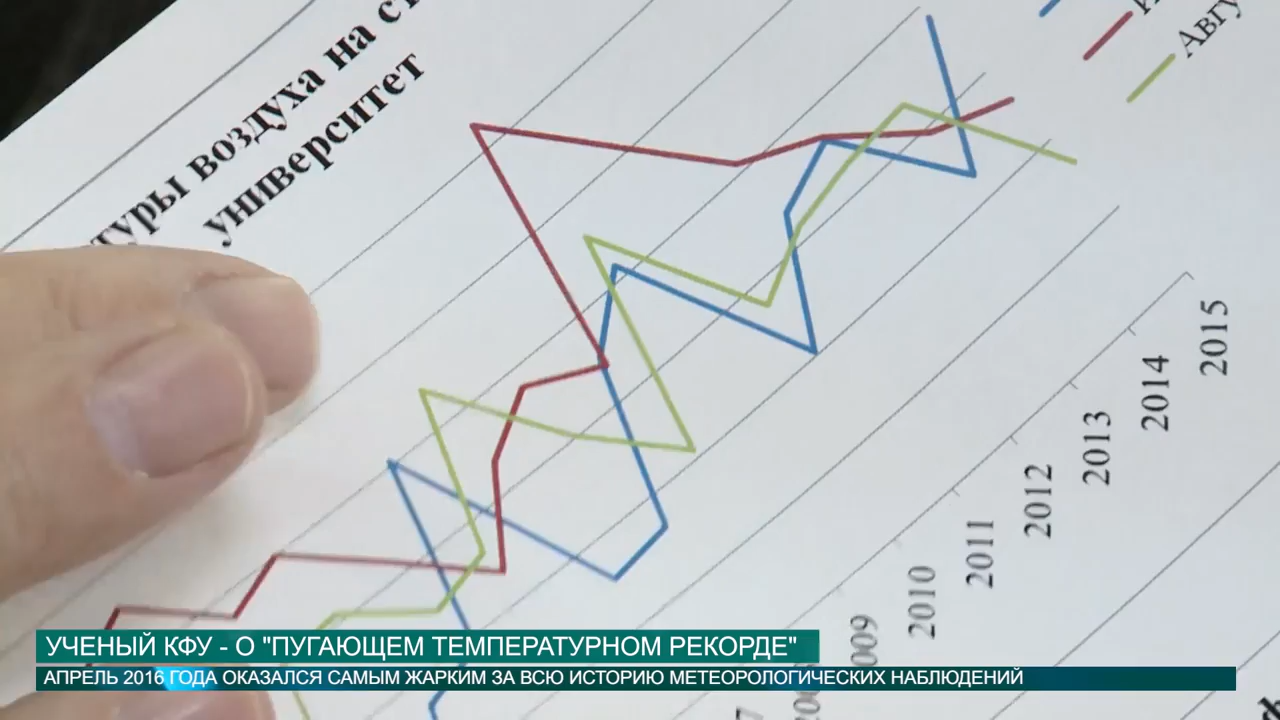 туры воздуха на ст
университет
Авгу
2015
2014
2013
2012
2011
2010
009
УЧЕНЫЙ КФУ - О "ПУГАЮЩЕМ ТЕМПЕРАТУРНОМ РЕКОРДЕ"
АПРЕЛЬ 2016 ГОДА ОКАЗАЛСЯ САМЫМ ЖАРКИМ ЗА ВСЮ ИСТОРИЮ МЕТЕОРОЛОГИЧЕСКИХ НАБЛЮДЕНИЙ